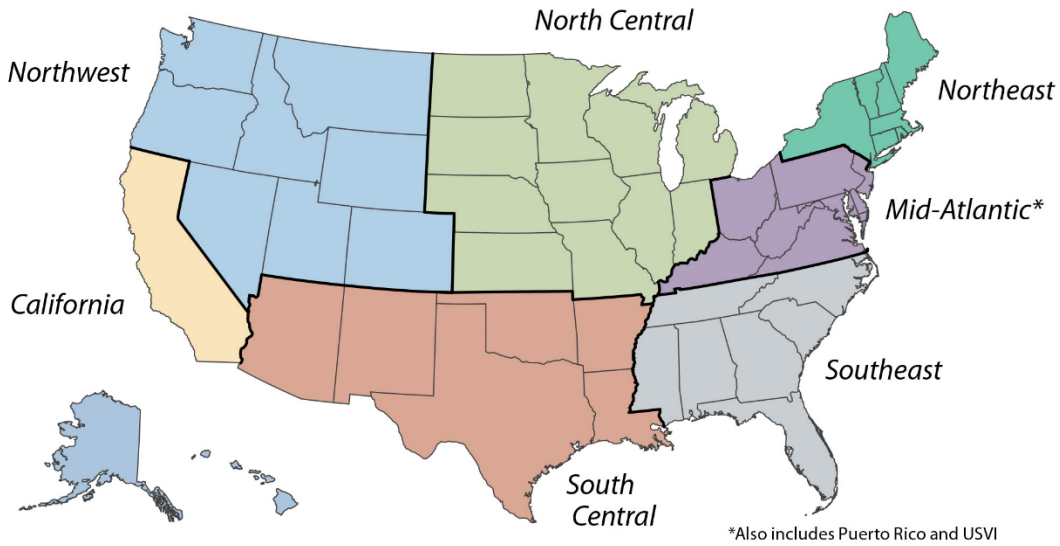 North Central
Northwest
Northeast
Mid-Atlantic*
California
Southeast
South
Central
*Also includes Puerto Rico and USVI